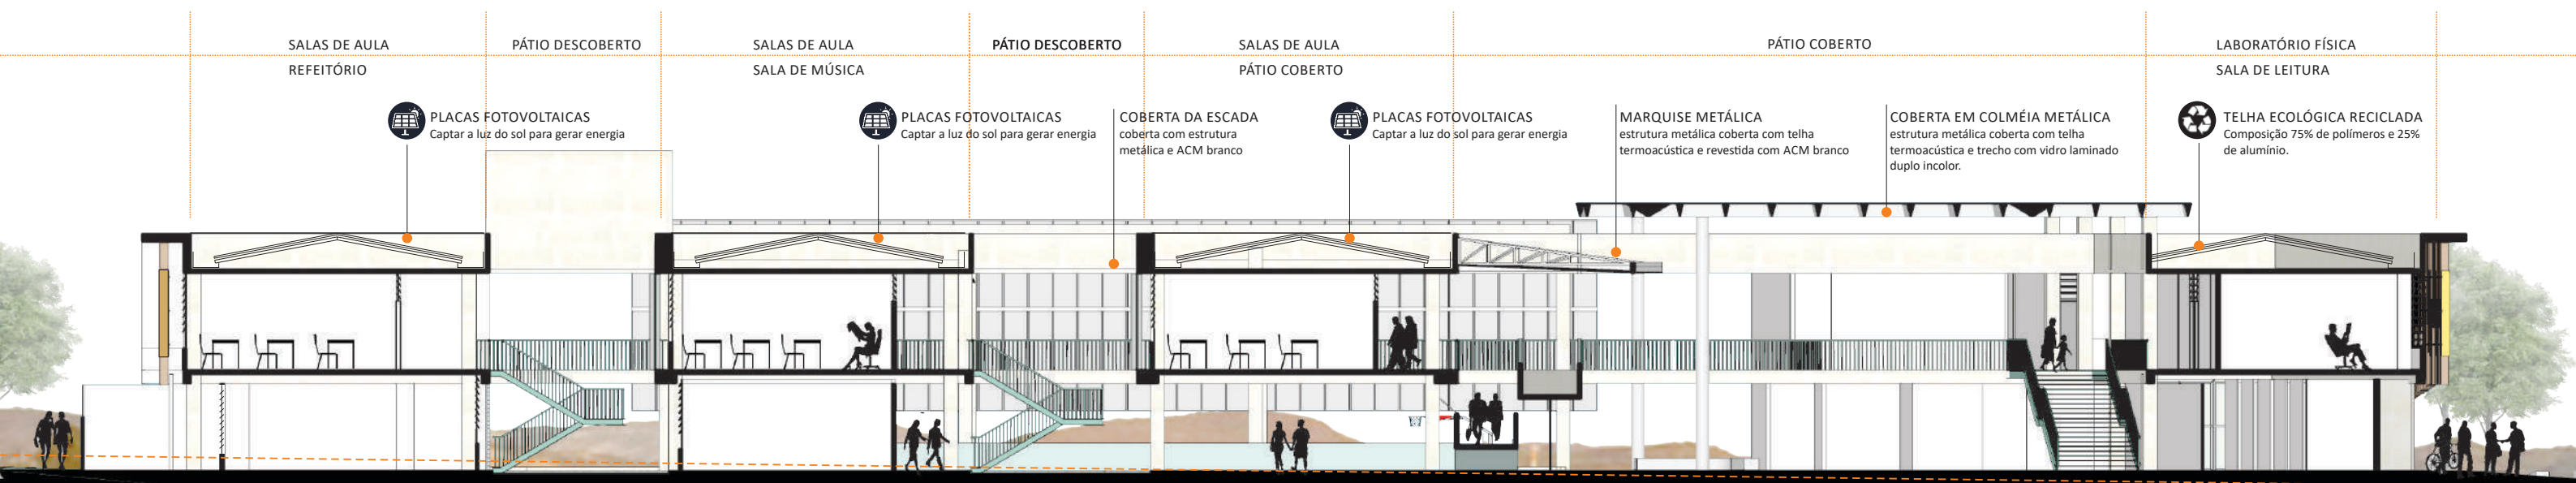 SALAS DE AULA
REFEITÓRIO
PÁTIO DESCOBERTO
SALAS DE AULA
SALA DE MÚSICA
PÁTIO DESCOBERTO
SALAS DE AULA
PÁTIO COBERTO
PÁTIO COBERTO
LABORATÓRIO FÍSICA
SALA DE LEITURA
PLACAS FOTOVOLTAICAS
Captar a luz do sol para gerar energia
PLACAS FOTOVOLTAICAS
Captar a luz do sol para gerar energia
COBERTA DA ESCADA
coberta com estrutura
metálica e ACM branco
PLACAS FOTOVOLTAICAS
Captar a luz do sol para gerar energia
MARQUISE METÁLICA
estrutura metálica coberta com telha
termoacústica e revestida com ACM branco
COBERTA EM COLMÉIA METÁLICA
estrutura metálica coberta com telha
termoacústica e trecho com vidro laminado
duplo incolor.
TELHA ECOLÓGICA RECICLADA
Composição 75% de polímeros e 25%
de alumínio.